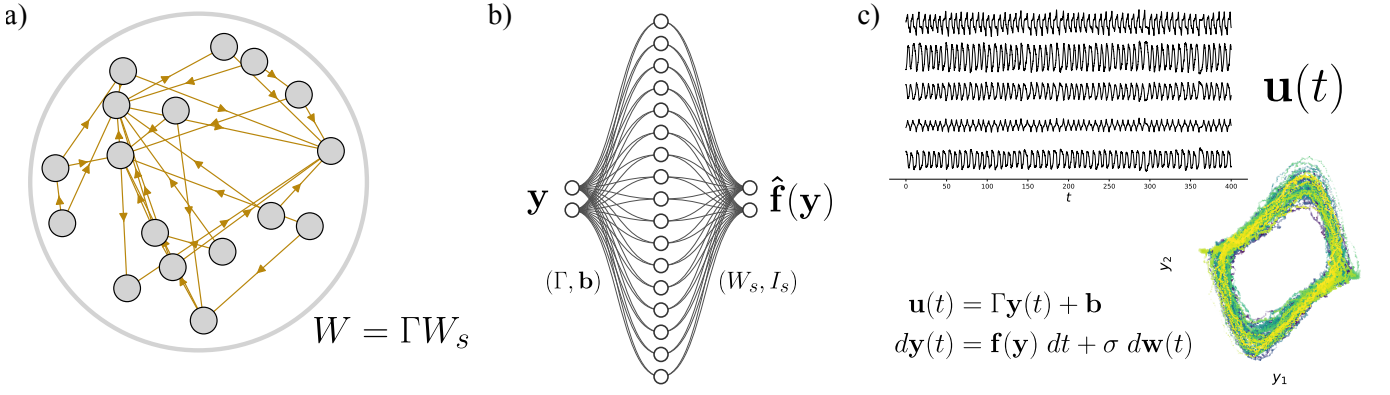 a)
W = ΓW_s
b)
y
f̂(y)
(Γ, b)
(W_s, I_s)
c)
u(t)
0 50 100 150 200 250 300 350 400
t
y_2
y_1
u(t) = Γy(t) + b
dy(t) = f(y) dt + σ dw(t)